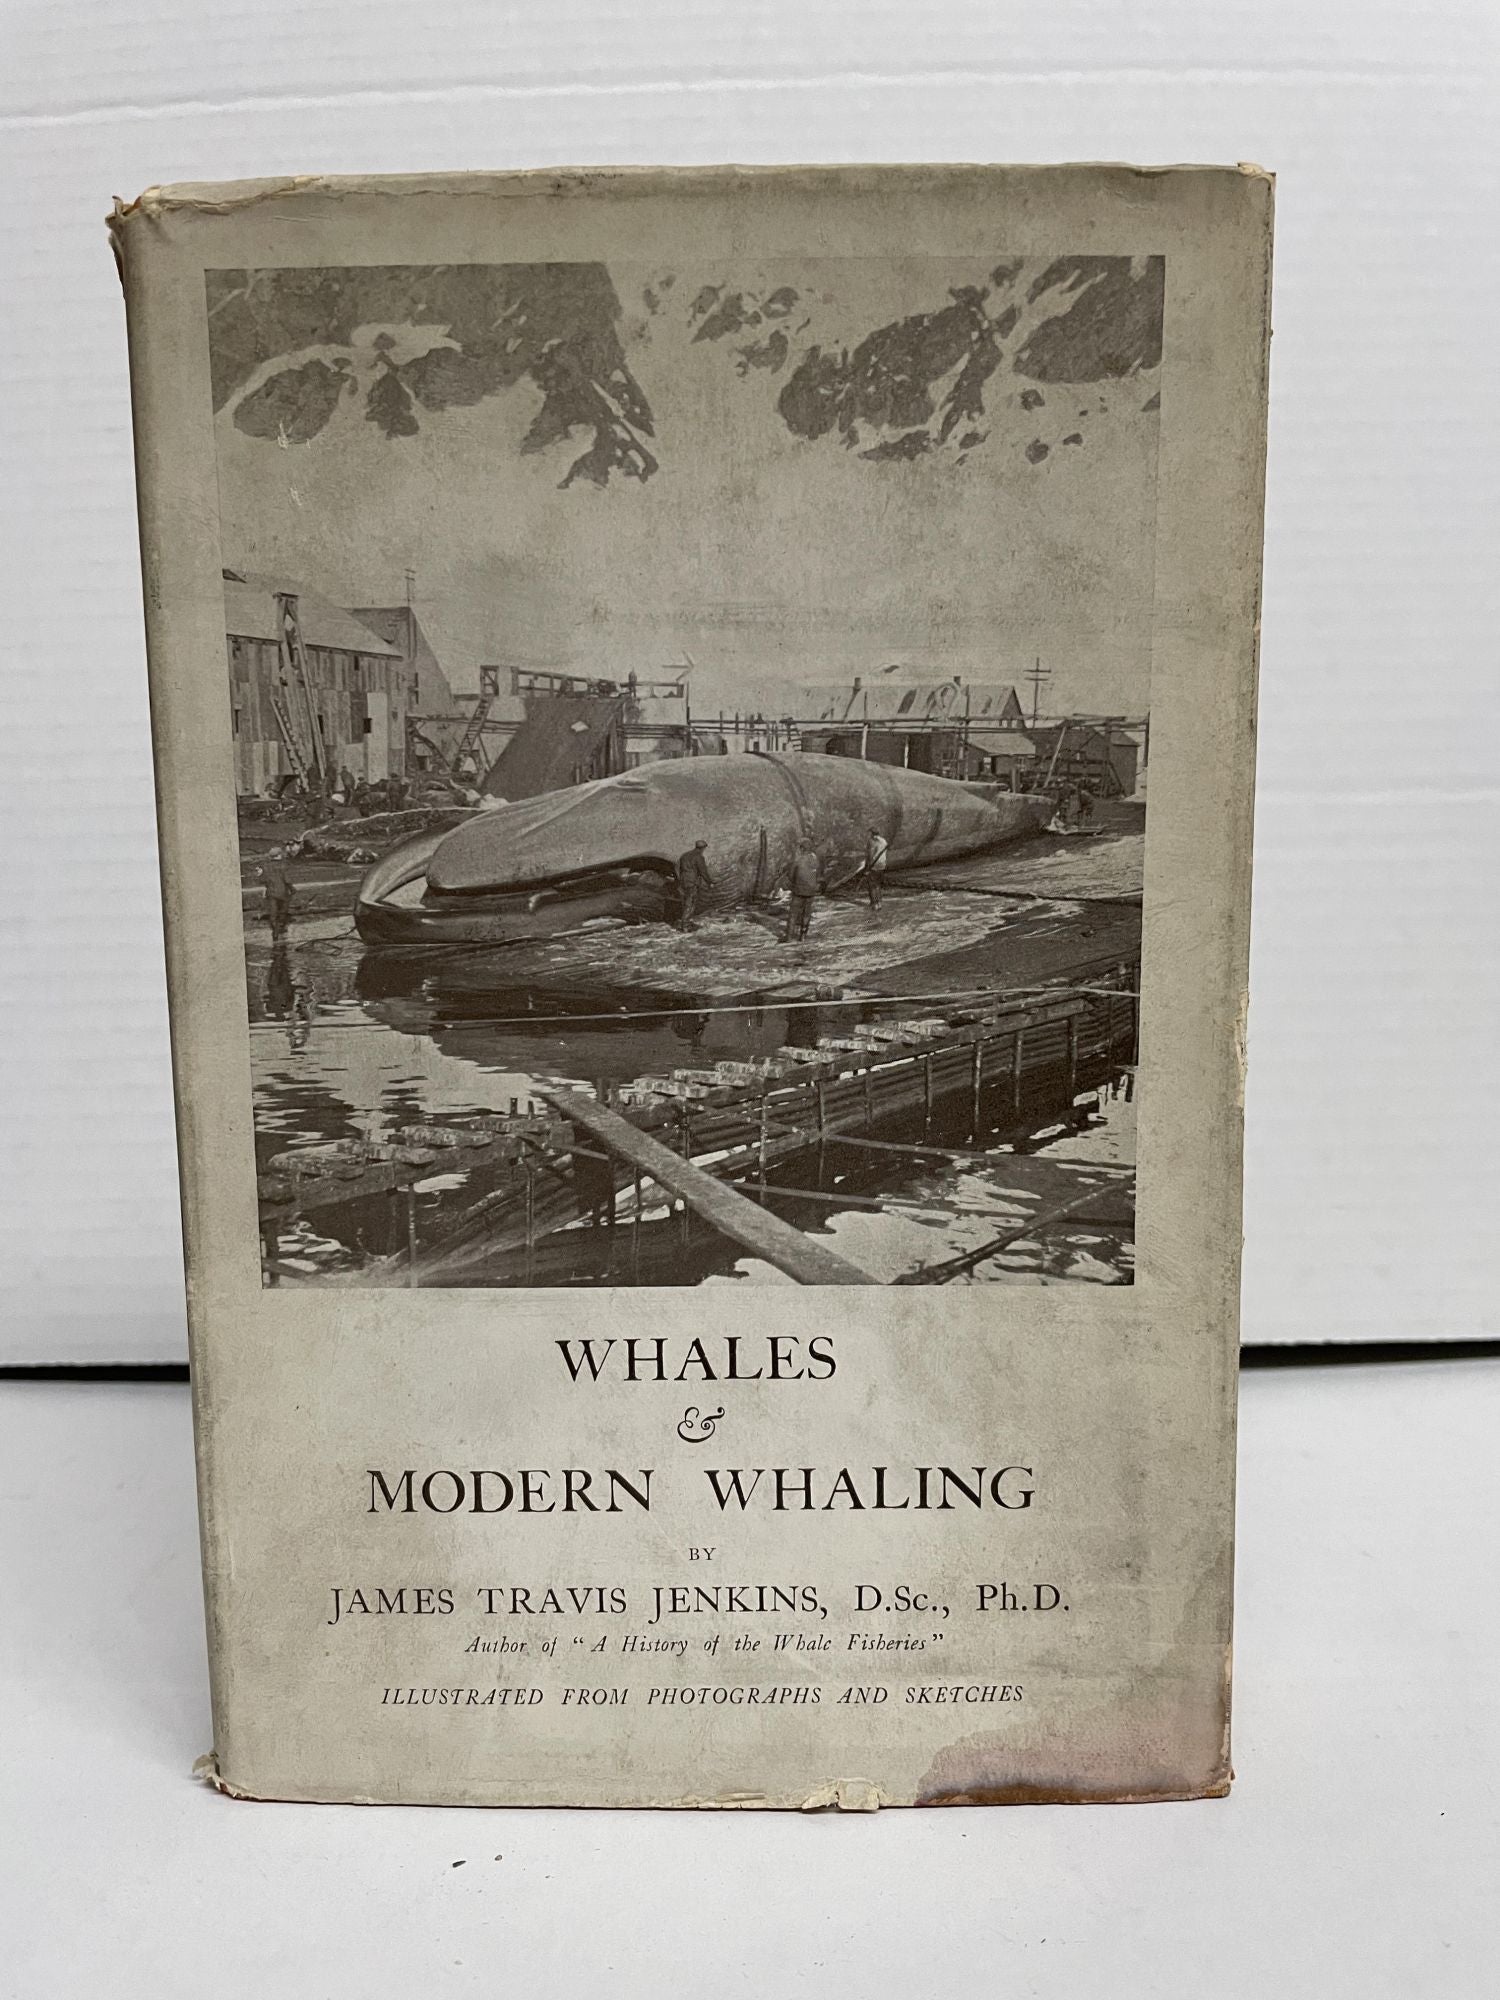 WHALES
&
MODERN WHALING
BY
JAMES TRAVIS JENKINS, D.Sc., Ph.D.
Author of “A History of the Whale Fisheries”
ILLUSTRATED FROM PHOTOGRAPHS AND SKETCHES